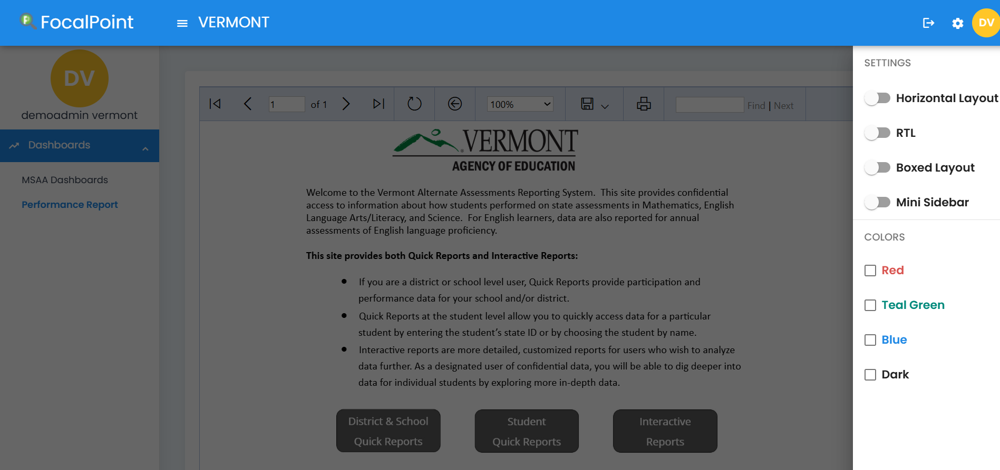 FocalPoint
VERMONT
DV
DV
demoadmin vermont
Dashboards
MSAA Dashboards
Performance Report
1 of 1
100%
Find | Next
VERMONT
AGENCY OF EDUCATION
Welcome to the Vermont Alternate Assessments Reporting System.  This site provides confidential
access to information about how students performed on state assessments in Mathematics, English
Language Arts/Literacy, and Science.  For English learners, data are also reported for annual
assessments of English language proficiency.
This site provides both Quick Reports and Interactive Reports:
● If you are a district or school level user, Quick Reports provide participation and
performance data for your school and/or district.
● Quick Reports at the student level allow you to quickly access data for a particular
student by entering the student’s state ID or by choosing the student by name.
● Interactive reports are more detailed, customized reports for users who wish to analyze
data further. As a designated user of confidential data, you will be able to dig deeper into
data for individual students by exploring more in-depth data.
District & School
Quick Reports
Student
Quick Reports
Interactive
Reports
SETTINGS
Horizontal Layout
RTL
Boxed Layout
Mini Sidebar
COLORS
Red
Teal Green
Blue
Dark